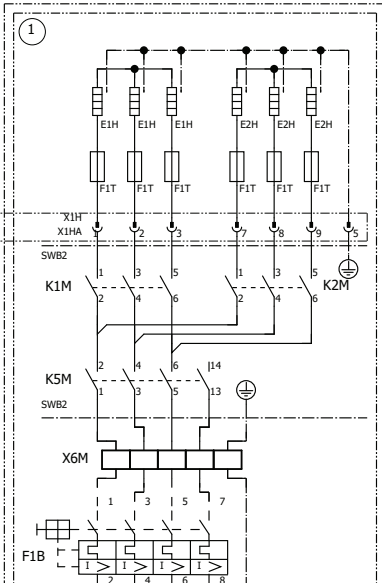 1
E1H E1H E1H E2H E2H E2H
F1T F1T F1T F1T F1T F1T
X1H
X1HA 1 2 3 7 8 9 5
SWB2
1 3 5 1 3 5
K1M K2M
2 4 6 2 4 6
2 4 6 14
K5M
1 3 5 13
SWB2
X6M
1 3 5 7
F1B
I > I > I > I >
2 4 6 8